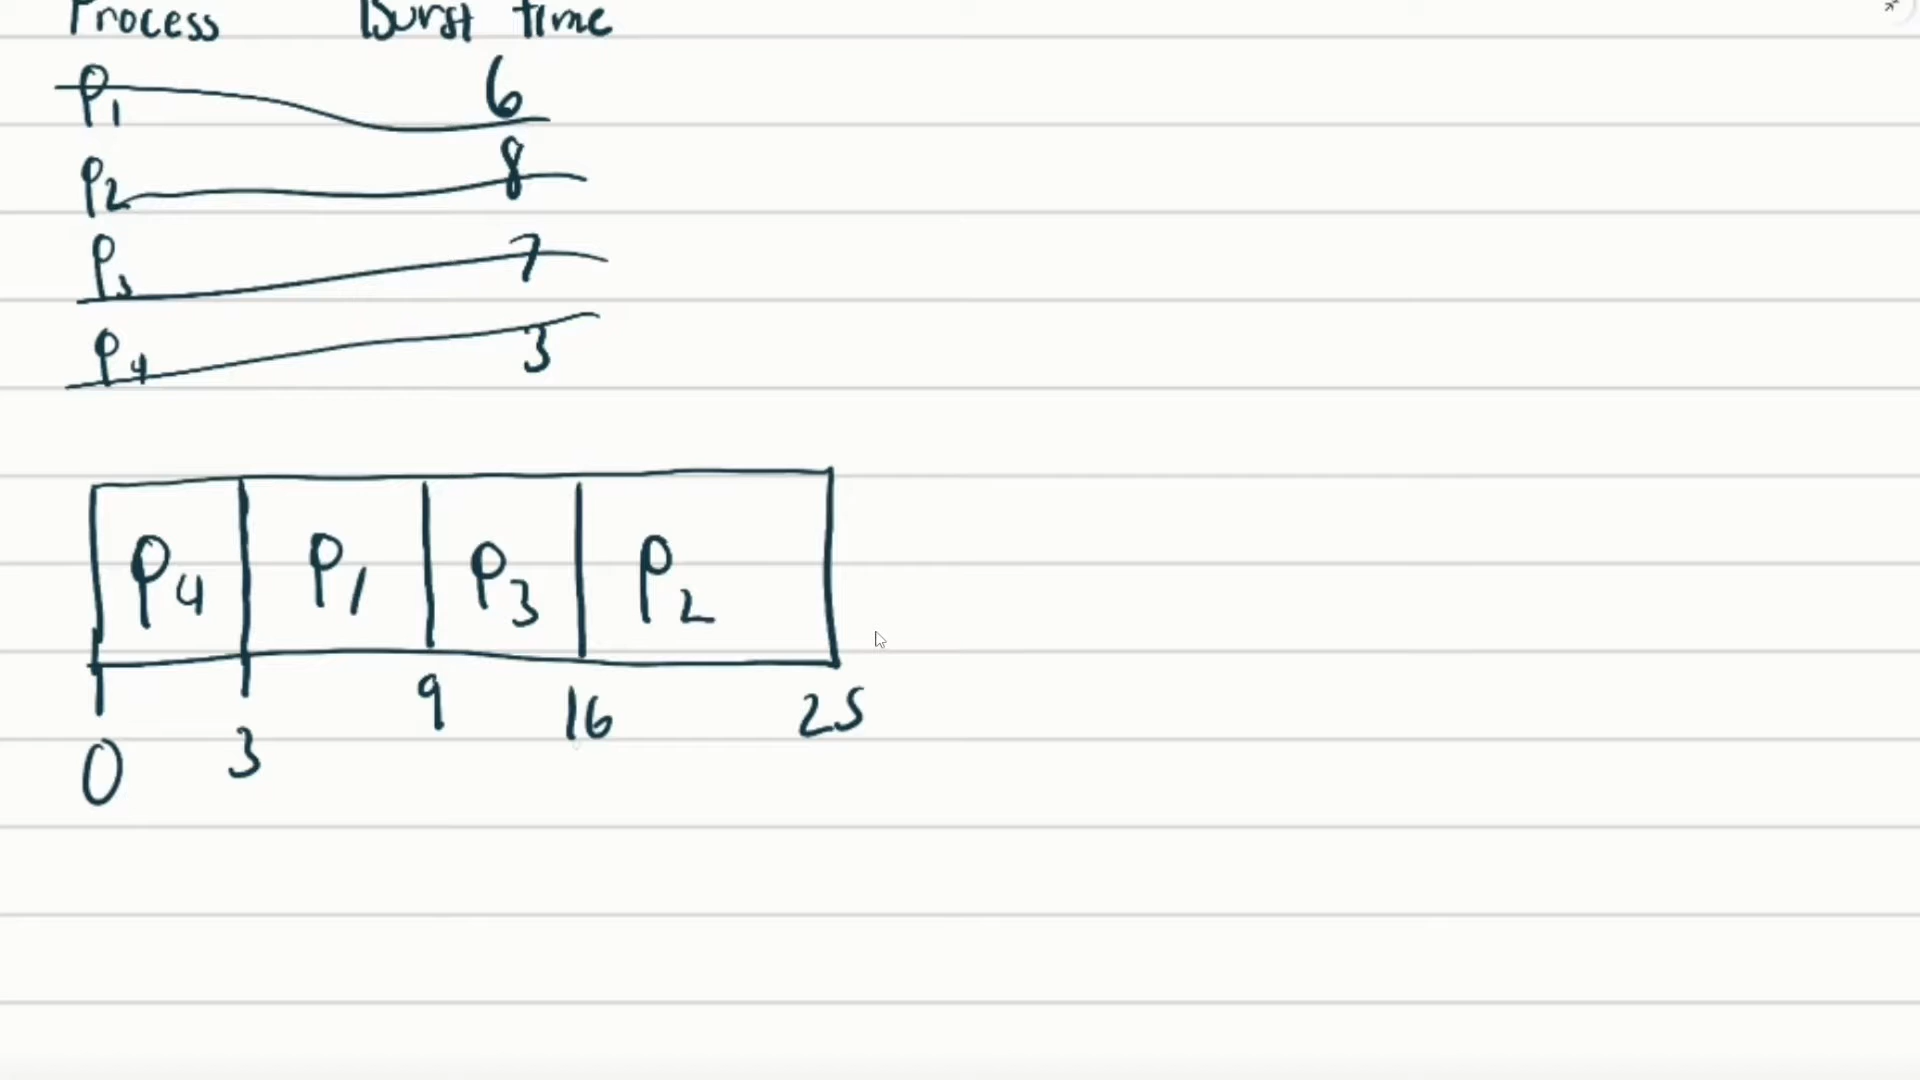 Process Burst time
P1 6
P2 8
P3 7
P4 3
P4 P1 P3 P2
0 3 9 16 25